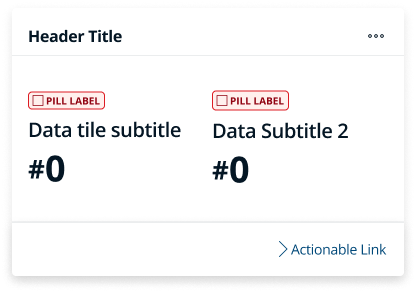 Header Title
PILL LABEL
Data tile subtitle
#0
PILL LABEL
Data Subtitle 2
#0
Actionable Link